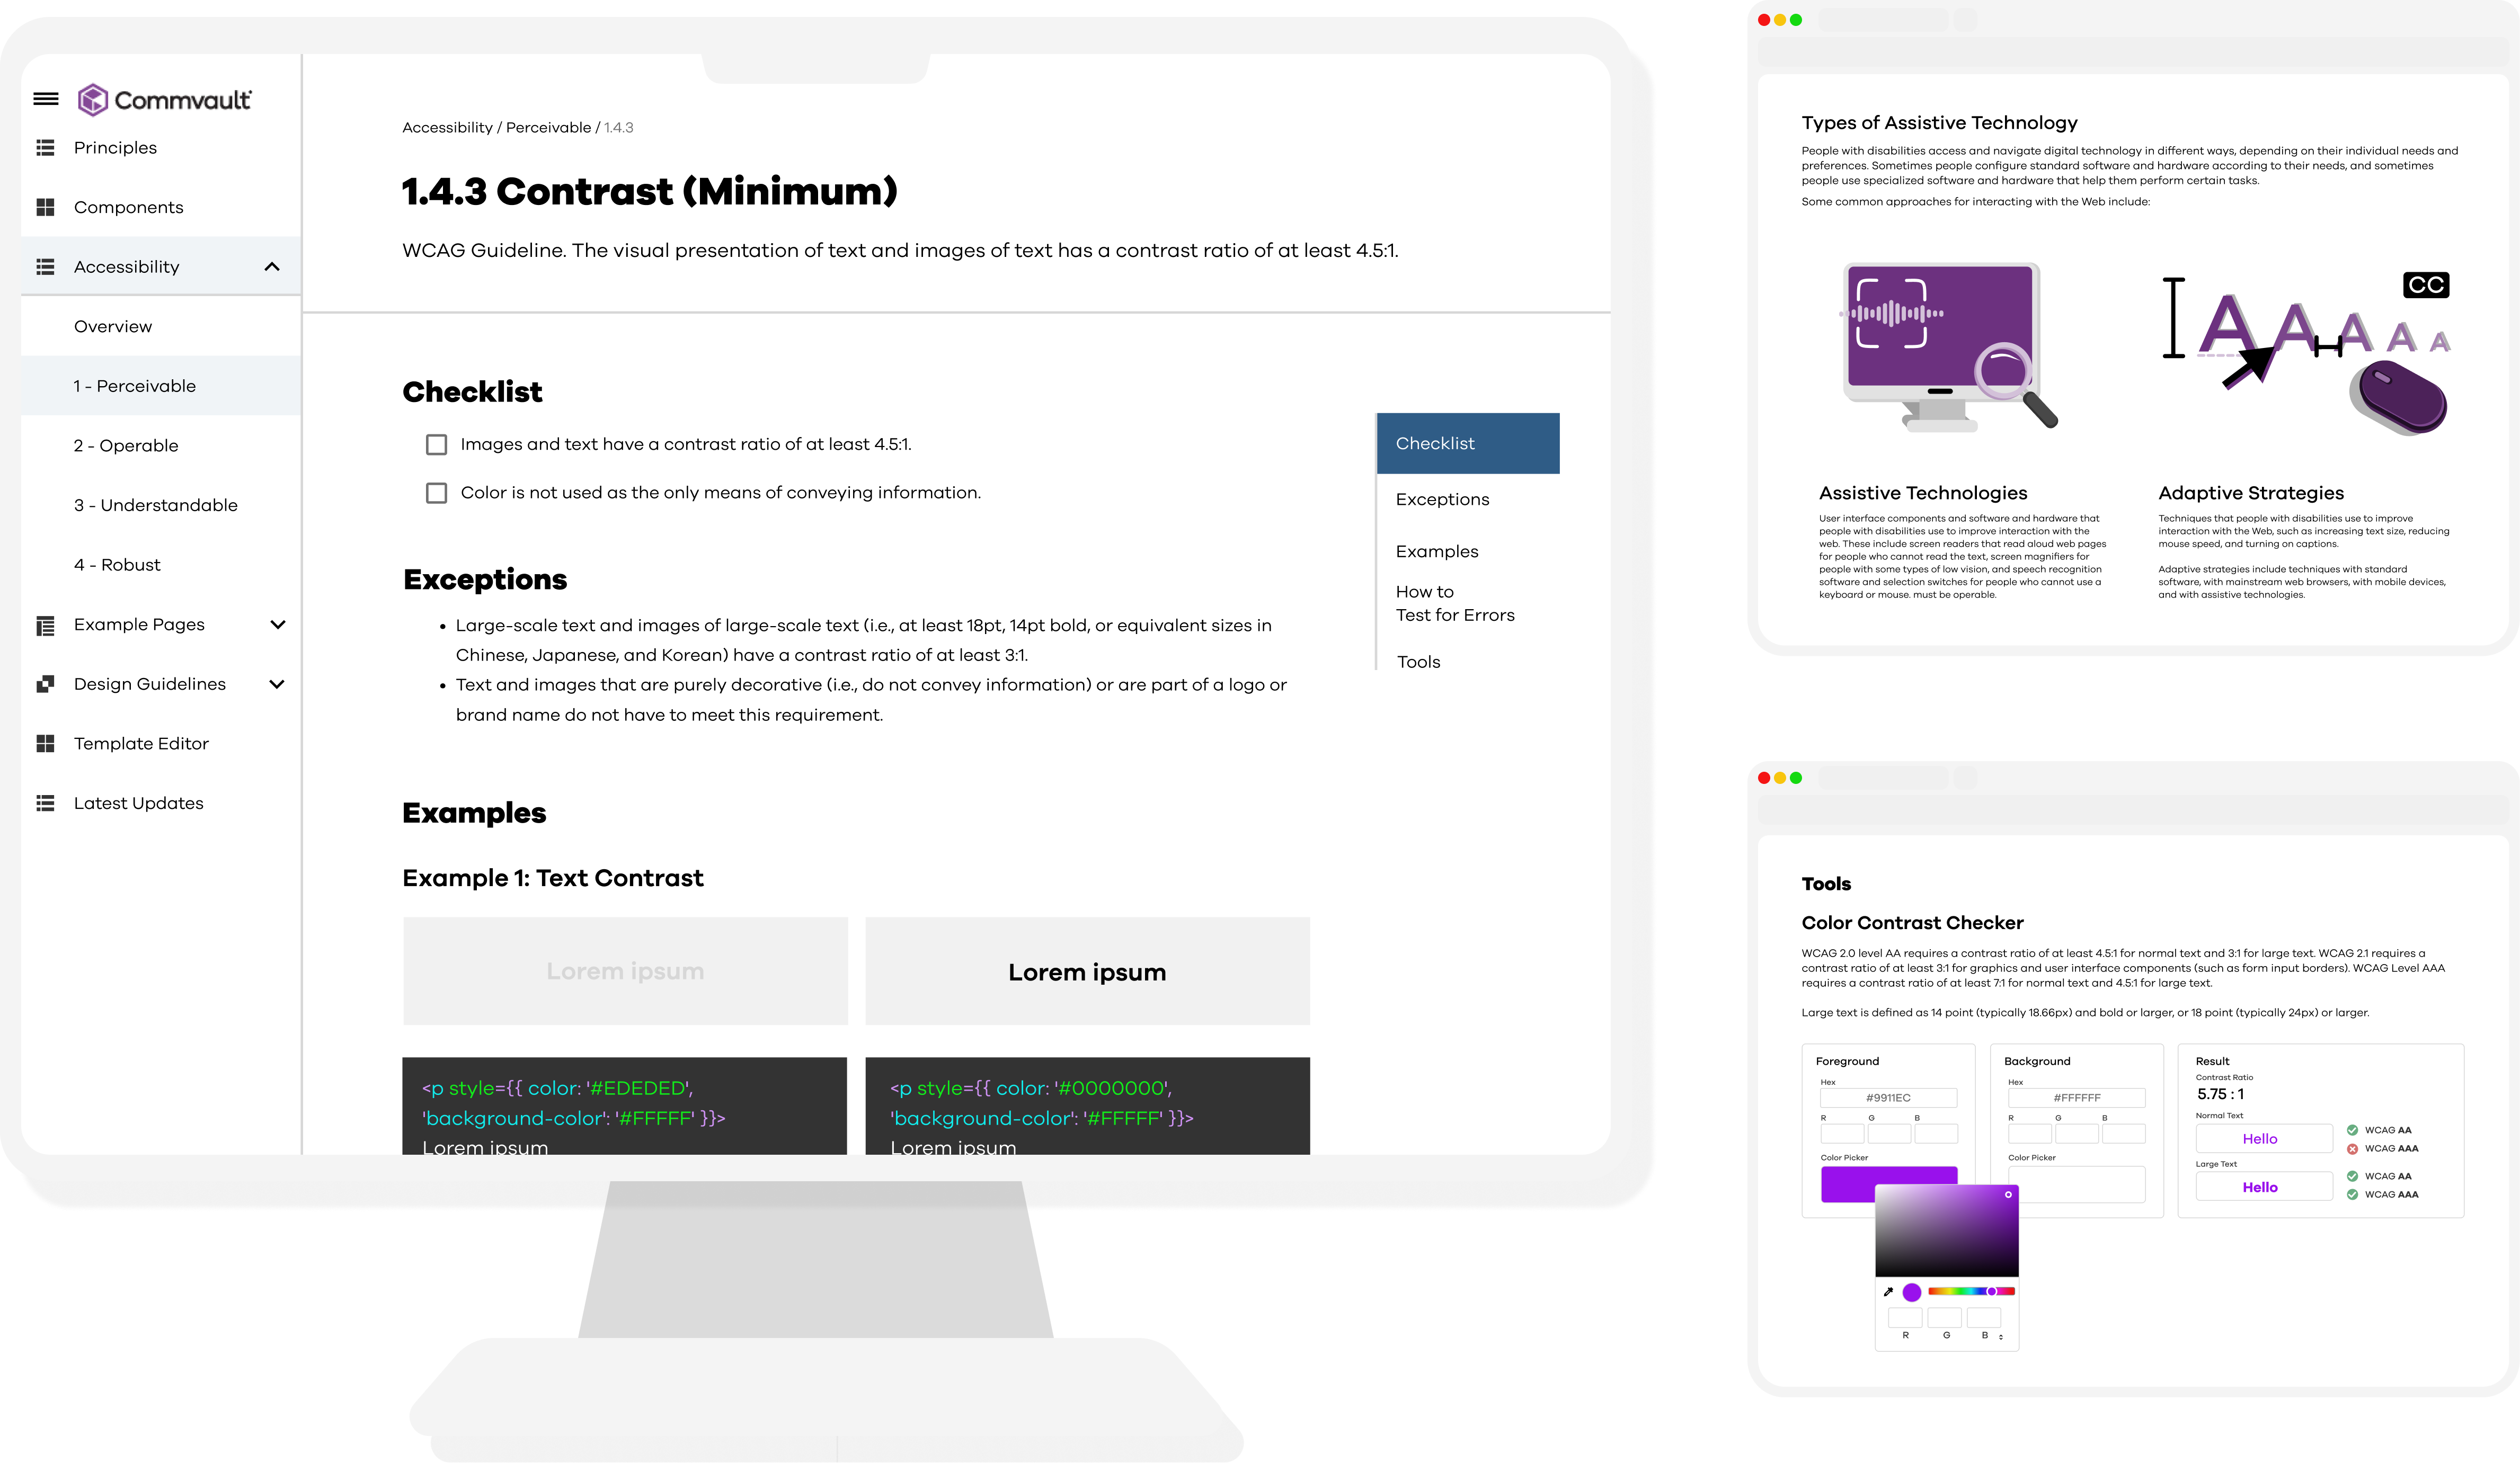 Commvault
Principles
Components
Accessibility
Overview
1 - Perceivable
2 - Operable
3 - Understandable
4 - Robust
Example Pages
Design Guidelines
Template Editor
Latest Updates
Accessibility / Perceivable / 1.4.3
1.4.3 Contrast (Minimum)
WCAG Guideline. The visual presentation of text and images of text has a contrast ratio of at least 4.5:1.
Checklist
Images and text have a contrast ratio of at least 4.5:1.
Color is not used as the only means of conveying information.
Exceptions
• Large-scale text and images of large-scale text (i.e., at least 18pt, 14pt bold, or equivalent sizes in
Chinese, Japanese, and Korean) have a contrast ratio of at least 3:1.
• Text and images that are purely decorative (i.e., do not convey information) or are part of a logo or
brand name do not have to meet this requirement.
Examples
Example 1: Text Contrast
Lorem ipsum
Lorem ipsum
<p style={{ color: '#EDEDED',
'background-color': '#FFFFF' }}>
Lorem ipsum
<p style={{ color: '#0000000',
'background-color': '#FFFFF' }}>
Lorem ipsum
Checklist
Exceptions
Examples
How to
Test for Errors
Tools
Types of Assistive Technology
People with disabilities access and navigate digital technology in different ways, depending on their individual needs and
preferences. Sometimes people configure standard software and hardware according to their needs, and sometimes
people use specialized software and hardware that help them perform certain tasks.
Some common approaches for interacting with the Web include:
CC
A A A A A
Assistive Technologies
User interface components and software and hardware that
people with disabilities use to improve interaction with the
web. These include screen readers that read aloud web pages
for people who cannot read the text, screen magnifiers for
people with some types of low vision, and speech recognition
software and selection switches for people who cannot use a
keyboard or mouse. must be operable.
Adaptive Strategies
Techniques that people with disabilities use to improve
interaction with the Web, such as increasing text size, reducing
mouse speed, and turning on captions.
Adaptive strategies include techniques with standard
software, with mainstream web browsers, with mobile devices,
and with assistive technologies.
Tools
Color Contrast Checker
WCAG 2.0 level AA requires a contrast ratio of at least 4.5:1 for normal text and 3:1 for large text. WCAG 2.1 requires a
contrast ratio of at least 3:1 for graphics and user interface components (such as form input borders). WCAG Level AAA
requires a contrast ratio of at least 7:1 for normal text and 4.5:1 for large text.
Large text is defined as 14 point (typically 18.66px) and bold or larger, or 18 point (typically 24px) or larger.
Foreground
Hex
#9911EC
R G B
Color Picker
R G B
Background
Hex
#FFFFFF
R G B
Color Picker
Result
Contrast Ratio
5.75 : 1
Normal Text
Hello
WCAG AA
WCAG AAA
Large Text
Hello
WCAG AA
WCAG AAA